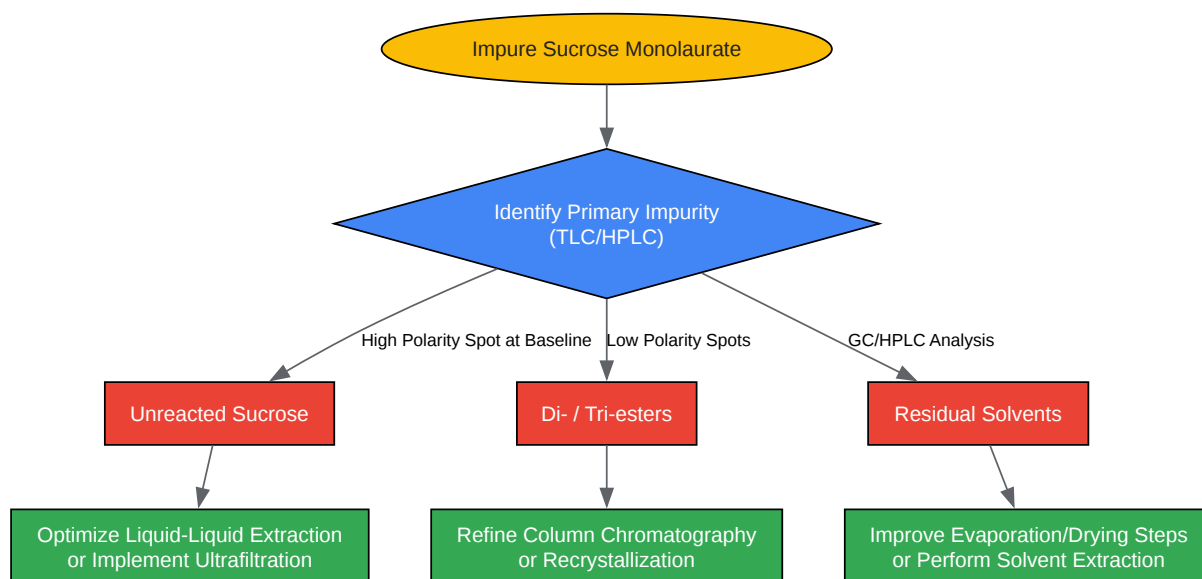 Impure Sucrose Monolaurate
Identify Primary Impurity
(TLC/HPLC)
High Polarity Spot at Baseline
Low Polarity Spots
GC/HPLC Analysis
Unreacted Sucrose
Di- / Tri-esters
Residual Solvents
Optimize Liquid-Liquid Extraction
or Implement Ultrafiltration
Refine Column Chromatography
or Recrystallization
Improve Evaporation/Drying Steps
or Perform Solvent Extraction